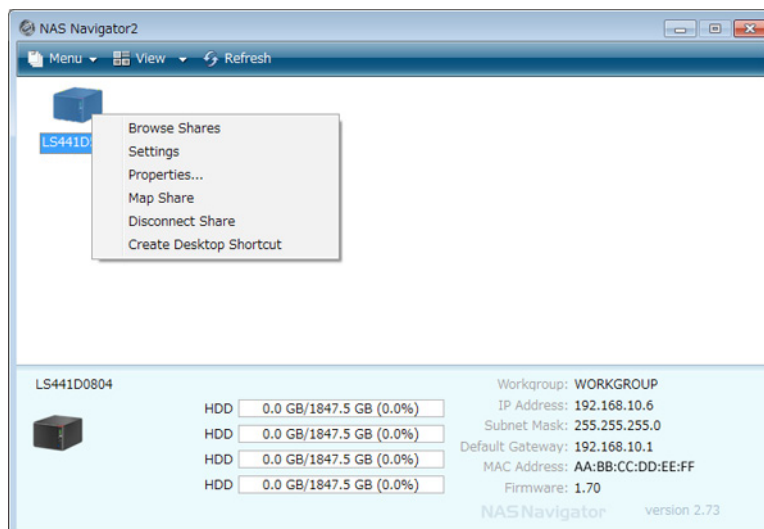 NAS Navigator2
Menu View Refresh
LS441D
Browse Shares
Settings
Properties...
Map Share
Disconnect Share
Create Desktop Shortcut
LS441D0804
HDD 0.0 GB/1847.5 GB (0.0%)
HDD 0.0 GB/1847.5 GB (0.0%)
HDD 0.0 GB/1847.5 GB (0.0%)
HDD 0.0 GB/1847.5 GB (0.0%)
Workgroup: WORKGROUP
IP Address: 192.168.10.6
Subnet Mask: 255.255.255.0
Default Gateway: 192.168.10.1
MAC Address: AA:BB:CC:DD:EE:FF
Firmware: 1.70
NAS Navigator version 2.73